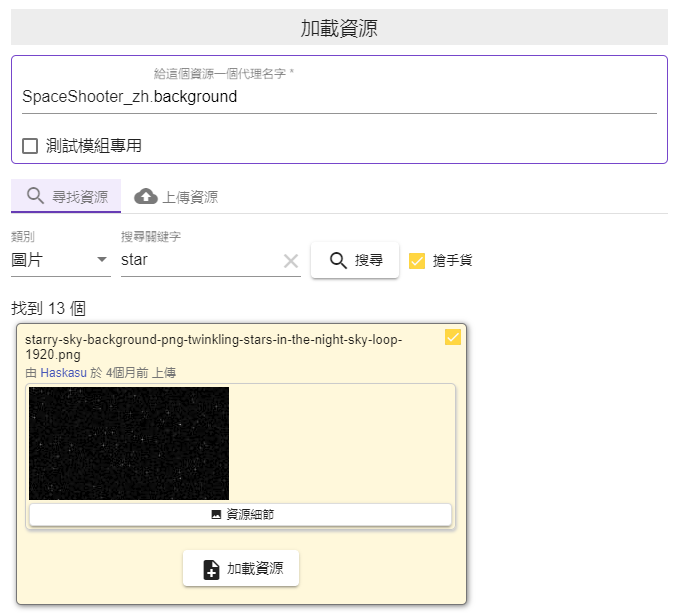 加載資源
給這個資源一個代理名字 *
SpaceShooter_zh.background
測試模組專用
尋找資源 上傳資源
類別 搜尋關鍵字
圖片 star 搜尋 搶手貨
找到 13 個
starry-sky-background-png-twinkling-stars-in-the-night-sky-loop-
1920.png
由 Haskasu 於 4個月前 上傳
資源細節
加載資源